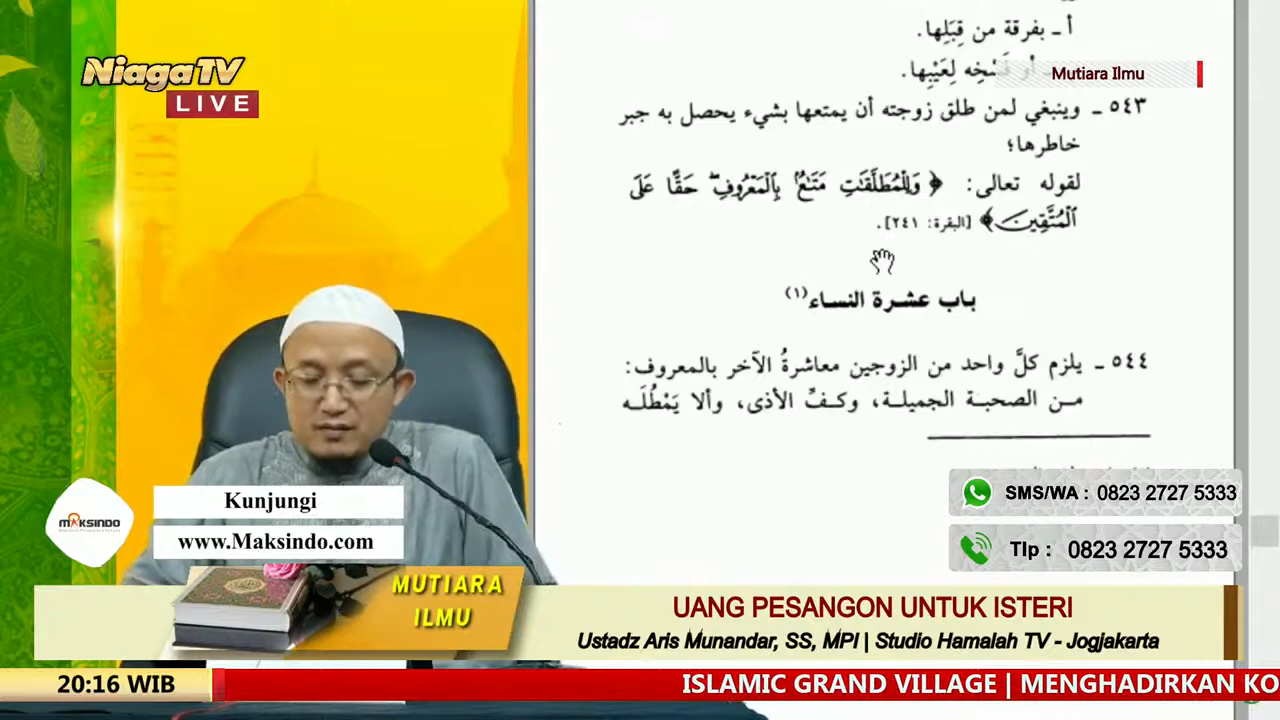 NiagaTV
LIVE
أ ـ بفرقة من قِبَلِها.
أو فَسْخِه لِعَيْبِها.
Mutiara Ilmu
٥٤٣ ـ وينبغي لمن طلق زوجته أن يمتعها بشيء يحصل به جبر
خاطرها؛
لقوله تعالى: ﴿وَلِلْمُطَلَّقَٰتِ مَتَٰعٌۢ بِٱلْمَعْرُوفِ ۖ حَقًّا عَلَى
ٱلْمُتَّقِينَ﴾ [البقرة: ٢٤١].
باب عشرة النساء(١)
٥٤٤ ـ يلزم كلَّ واحد من الزوجين معاشرةُ الآخر بالمعروف:
من الصحبة الجميلة، وكفِّ الأذى، وألا يَمْطُلَه
SMS/WA : 0823 2727 5333
Tlp : 0823 2727 5333
MAKSINDO
Kunjungi
www.Maksindo.com
MUTIARA
ILMU
UANG PESANGON UNTUK ISTERI
Ustadz Aris Munandar, SS, MPI | Studio Hamalah TV - Jogjakarta
20:16 WIB
ISLAMIC GRAND VILLAGE | MENGHADIRKAN KO